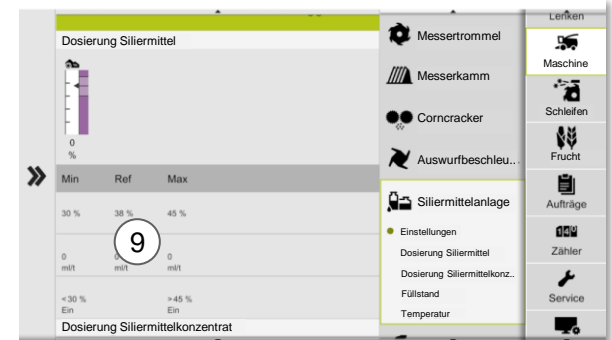 Dosierung Siliermittel
0
%
Min Ref Max
30 % 38 % 45 %
9
0 0 0
ml/t ml/t ml/t
<30 % >45 %
Ein Ein
Dosierung Siliermittelkonzentrat
Messertrommel
Messerkamm
Corncracker
Auswurfbeschleu..
Siliermittelanlage
Einstellungen
Dosierung Siliermittel
Dosierung Siliermittelkonz..
Füllstand
Temperatur
Lenken
Maschine
Schleifen
Frucht
Aufträge
Zähler
Service